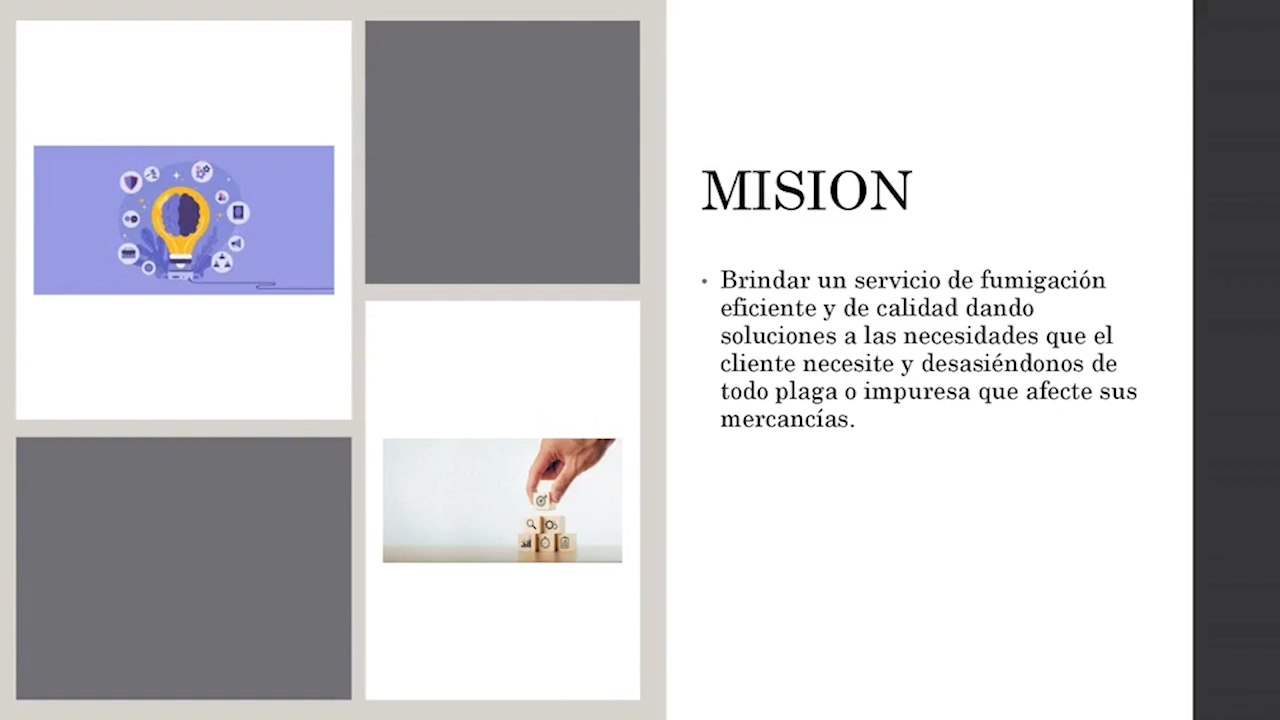 MISION
• Brindar un servicio de fumigación
eficiente y de calidad dando
soluciones a las necesidades que el
cliente necesite y desasiéndonos de
todo plaga o impuresa que afecte sus
mercancías.